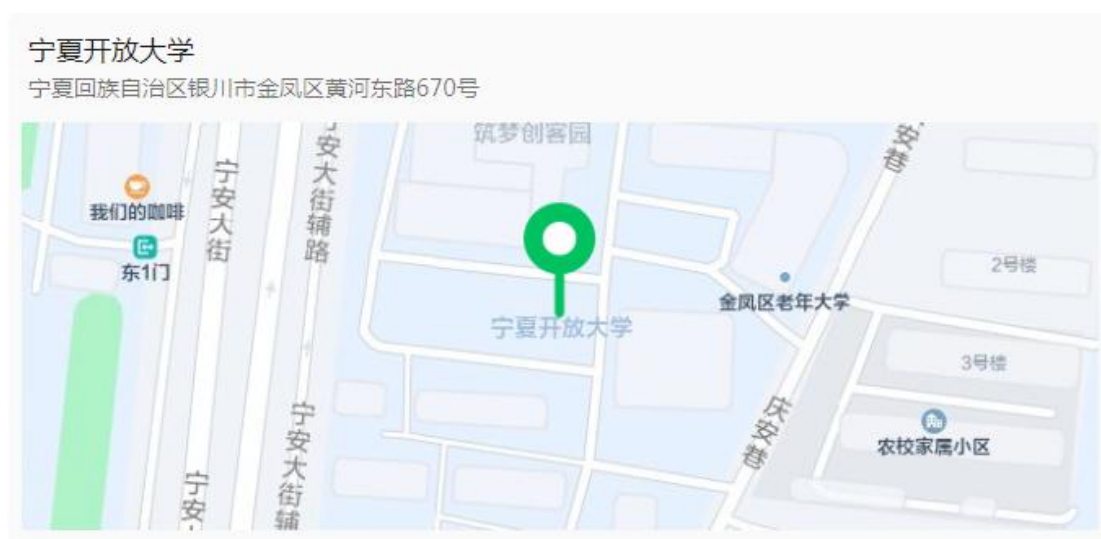 宁夏开放大学
宁夏回族自治区银川市金凤区黄河东路670号
筑梦创客园
宁安大街
宁安大街辅路
安巷
我们的咖啡
东1门
2号楼
金凤区老年大学
宁夏开放大学
3号楼
庆安巷
农校家属小区
宁安大街辅
宁安